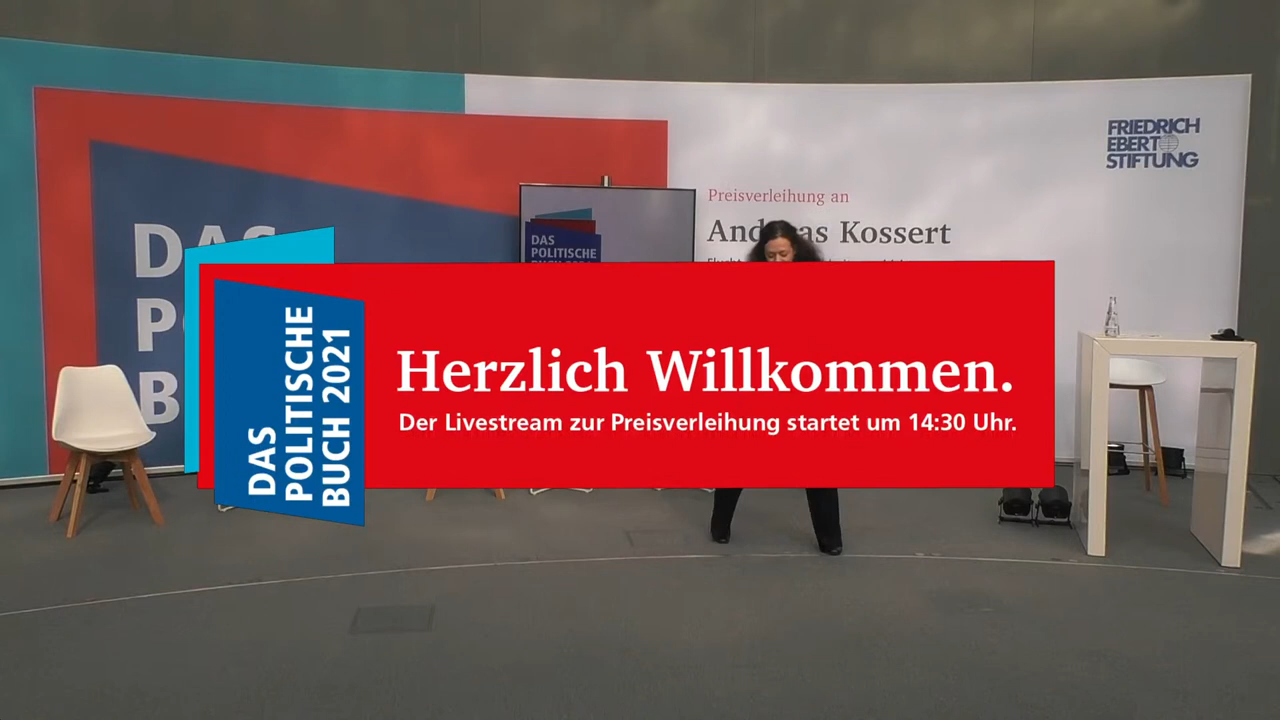 FRIEDRICH
EBERT
STIFTUNG
Preisverleihung an
Kossert
DAS
POLITISCHE
DAS
B
DAS
POLITISCHE
BUCH 2021
Herzlich Willkommen.
Der Livestream zur Preisverleihung startet um 14:30 Uhr.